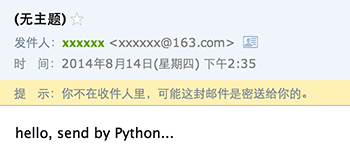 (无主题)
发件人：xxxxxx <xxxxxx@163.com>
时　间：2014年8月14日(星期四) 下午2:35
提　示：你不在收件人里，可能这封邮件是密送给你的。
hello, send by Python...